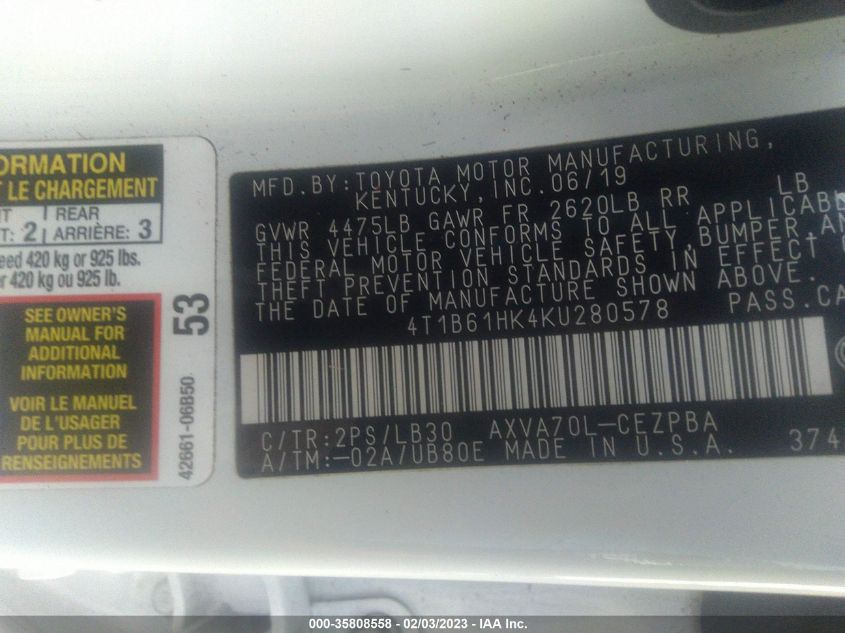 ORMATION
T LE CHARGEMENT
NT REAR
T: 2 ARRIÈRE: 3
eed 420 kg or 925 lbs.
r 420 kg ou 925 lb.
SEE OWNER'S
MANUAL FOR
ADDITIONAL
INFORMATION
VOIR LE MANUEL
DE L'USAGER
POUR PLUS DE
RENSEIGNEMENTS
53
42661-06B50
MFD.BY:TOYOTA MOTOR MANUFACTURING,
KENTUCKY,INC.06/19
GVWR 4475LB GAWR FR 2620LB RR LB
THIS VEHICLE CONFORMS TO ALL APPLICABL
FEDERAL MOTOR VEHICLE SAFETY,BUMPER,AN
THEFT PREVENTION STANDARDS IN EFFECT O
THE DATE OF MANUFACTURE SHOWN ABOVE.
4T1B61HK4KU280578 PASS.CA
C/TR:2PS/LB30 AXVA70L-CEZPBA
A/TM:-02A/UB80E MADE IN U.S.A. 374
000-35808558 - 02/03/2023 - IAA Inc.